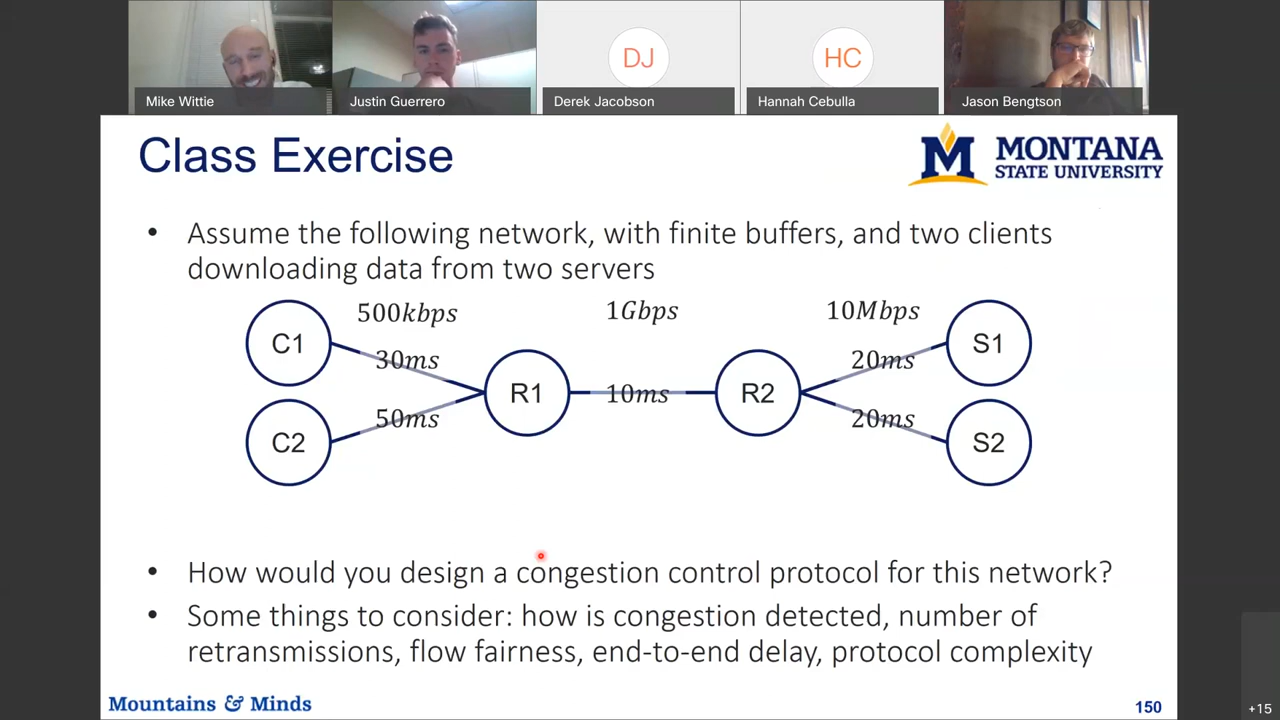 DJ
HC
Mike Wittie
Justin Guerrero
Derek Jacobson
Hannah Cebulla
Jason Bengtson
Class Exercise
M MONTANA
STATE UNIVERSITY
• Assume the following network, with finite buffers, and two clients
downloading data from two servers
500kbps
1Gbps
10Mbps
C1
30ms
20ms
S1
R1
10ms
R2
C2
50ms
20ms
S2
• How would you design a congestion control protocol for this network?
• Some things to consider: how is congestion detected, number of
retransmissions, flow fairness, end-to-end delay, protocol complexity
Mountains & Minds
150
+15